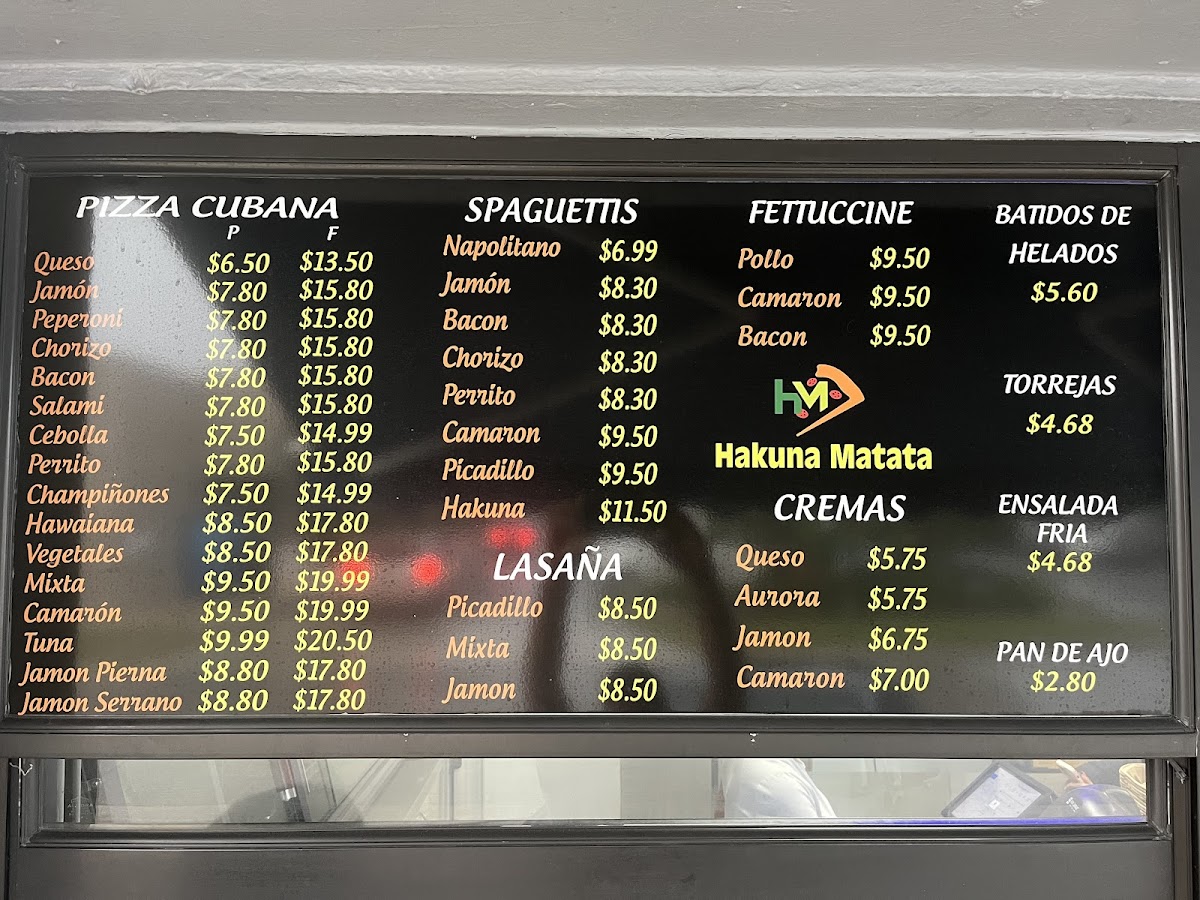 PIZZA CUBANA
P F
Queso $6.50 $13.50
Jamón $7.80 $15.80
Peperoni $7.80 $15.80
Chorizo $7.80 $15.80
Bacon $7.80 $15.80
Salami $7.80 $15.80
Cebolla $7.50 $14.99
Perrito $7.80 $15.80
Champiñones $7.50 $14.99
Hawaiana $8.50 $17.80
Vegetales $8.50 $17.80
Mixta $9.50 $19.99
Camarón $9.50 $19.99
Tuna $9.99 $20.50
Jamon Pierna $8.80 $17.80
Jamon Serrano $8.80 $17.80
SPAGUETTIS
Napolitano $6.99
Jamón $8.30
Bacon $8.30
Chorizo $8.30
Perrito $8.30
Camaron $9.50
Picadillo $9.50
Hakuna $11.50
LASAÑA
Picadillo $8.50
Mixta $8.50
Jamon $8.50
FETTUCCINE
Pollo $9.50
Camaron $9.50
Bacon $9.50
HM
Hakuna Matata
CREMAS
Queso $5.75
Aurora $5.75
Jamon $6.75
Camaron $7.00
BATIDOS DE
HELADOS
$5.60
TORREJAS
$4.68
ENSALADA
FRIA
$4.68
PAN DE AJO
$2.80